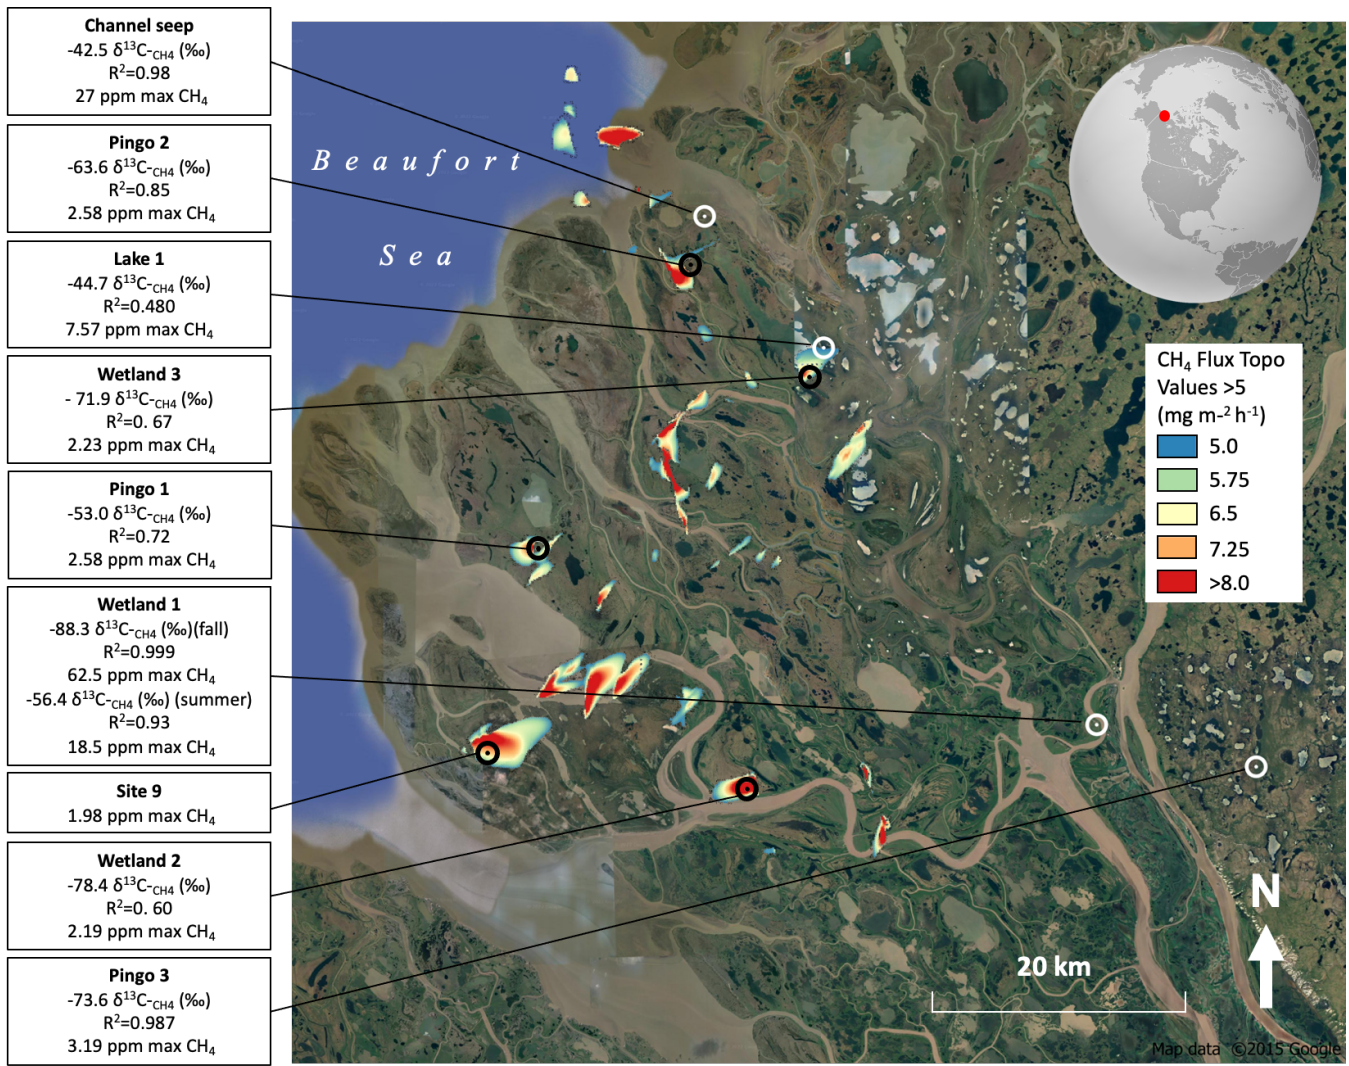 Channel seep
-42.5 δ¹³C-CH₄ (‰)
R²=0.98
27 ppm max CH₄
Pingo 2
-63.6 δ¹³C-CH₄ (‰)
R²=0.85
2.58 ppm max CH₄
Lake 1
-44.7 δ¹³C-CH₄ (‰)
R²=0.480
7.57 ppm max CH₄
Wetland 3
- 71.9 δ¹³C-CH₄ (‰)
R²=0. 67
2.23 ppm max CH₄
Pingo 1
-53.0 δ¹³C-CH₄ (‰)
R²=0.72
2.58 ppm max CH₄
Wetland 1
-88.3 δ¹³C-CH₄ (‰)(fall)
R²=0.999
62.5 ppm max CH₄
-56.4 δ¹³C-CH₄ (‰) (summer)
R²=0.93
18.5 ppm max CH₄
Site 9
1.98 ppm max CH₄
Wetland 2
-78.4 δ¹³C-CH₄ (‰)
R²=0. 60
2.19 ppm max CH₄
Pingo 3
-73.6 δ¹³C-CH₄ (‰)
R²=0.987
3.19 ppm max CH₄
Beaufort
Sea
CH₄ Flux Topo
Values >5
(mg m-² h⁻¹)
5.0
5.75
6.5
7.25
>8.0
N
20 km
Map data ©2015 Google